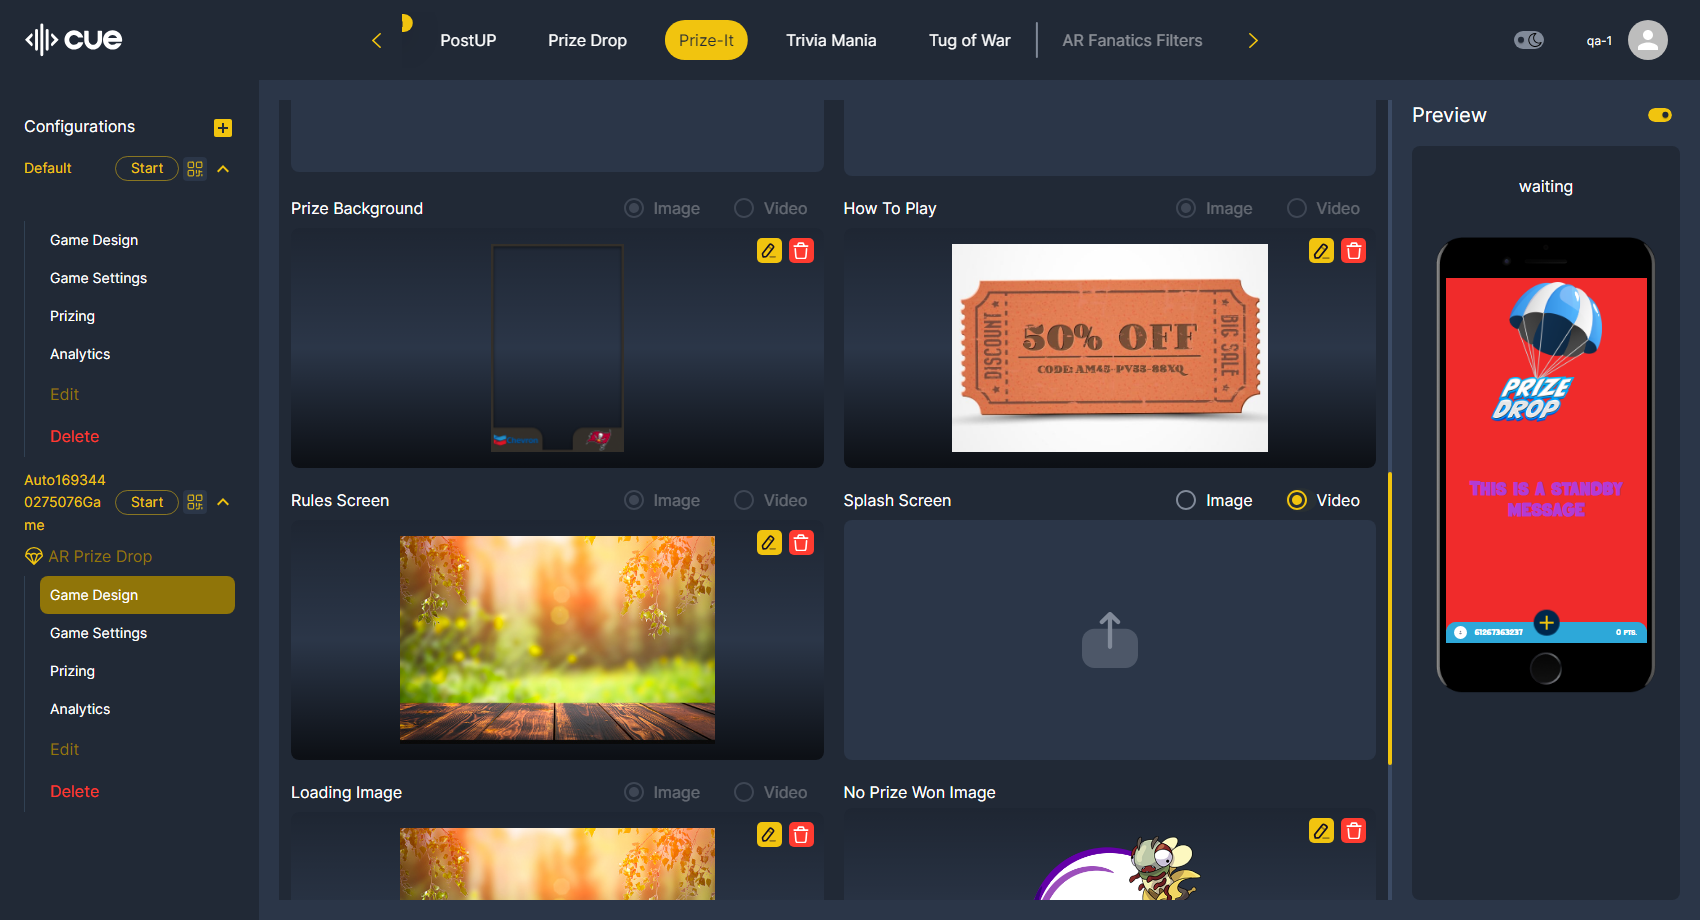 cue
PostUP
Prize Drop
Prize-It
Trivia Mania
Tug of War
AR Fanatics Filters
qa-1
Configurations
Default
Start
Game Design
Game Settings
Prizing
Analytics
Edit
Delete
Auto169344
0275076Ga
me
Start
AR Prize Drop
Game Design
Game Settings
Prizing
Analytics
Edit
Delete
Prize Background
Image
Video
How To Play
Image
Video
DISCOUNT
50% OFF
CODE: AM45-PV33-88XQ
BIG SALE
Rules Screen
Image
Video
Splash Screen
Image
Video
Loading Image
Image
Video
No Prize Won Image
Preview
waiting
PRIZE
DROP
THIS IS A STANDBY
MESSAGE
61267363237
0 PTS.